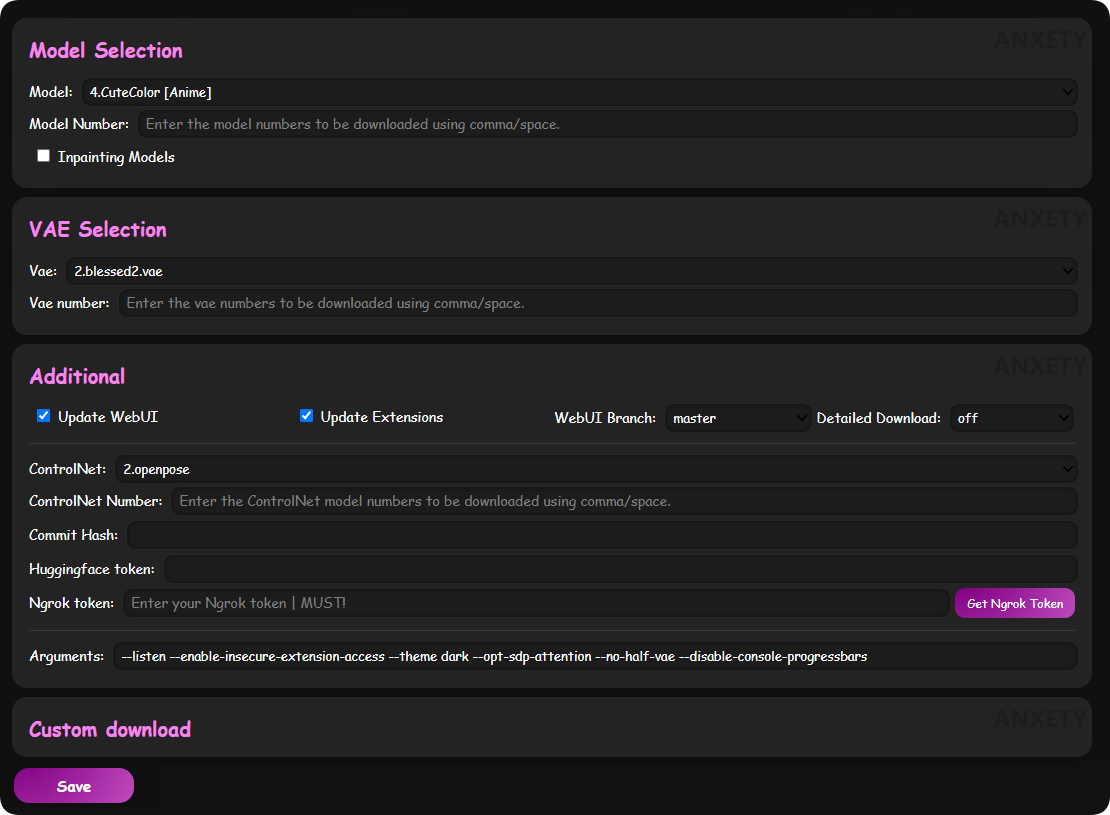 ANXETY
Model Selection
Model: 4.CuteColor [Anime]
Model Number: Enter the model numbers to be downloaded using comma/space.
Inpainting Models
ANXETY
VAE Selection
Vae: 2.blessed2.vae
Vae number: Enter the vae numbers to be downloaded using comma/space.
ANXETY
Additional
Update WebUI Update Extensions WebUI Branch: master Detailed Download: off
ControlNet: 2.openpose
ControlNet Number: Enter the ControlNet model numbers to be downloaded using comma/space.
Commit Hash:
Huggingface token:
Ngrok token: Enter your Ngrok token | MUST! Get Ngrok Token
Arguments: --listen --enable-insecure-extension-access --theme dark --opt-sdp-attention --no-half-vae --disable-console-progressbars
ANXETY
Custom download
Save